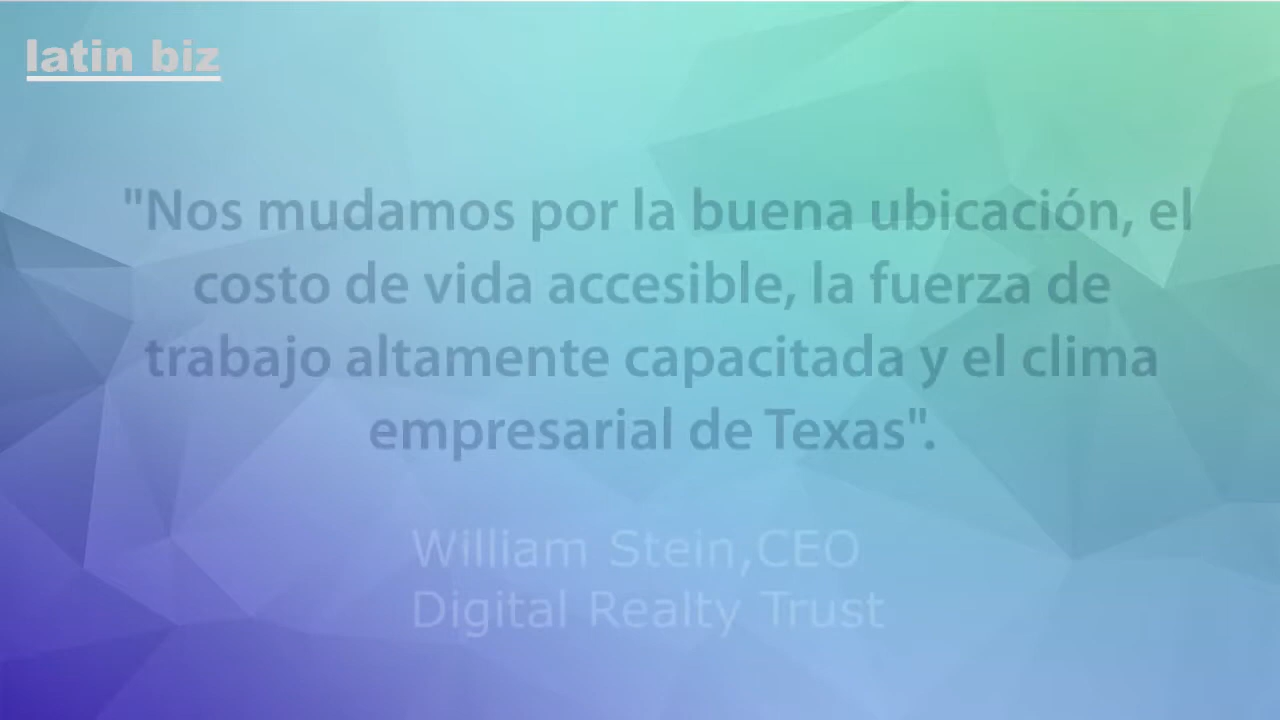 latin biz
"Nos mudamos por la buena ubicación, el
costo de vida accesible, la fuerza de
trabajo altamente capacitada y el clima
empresarial de Texas".
William Stein,CEO
Digital Realty Trust